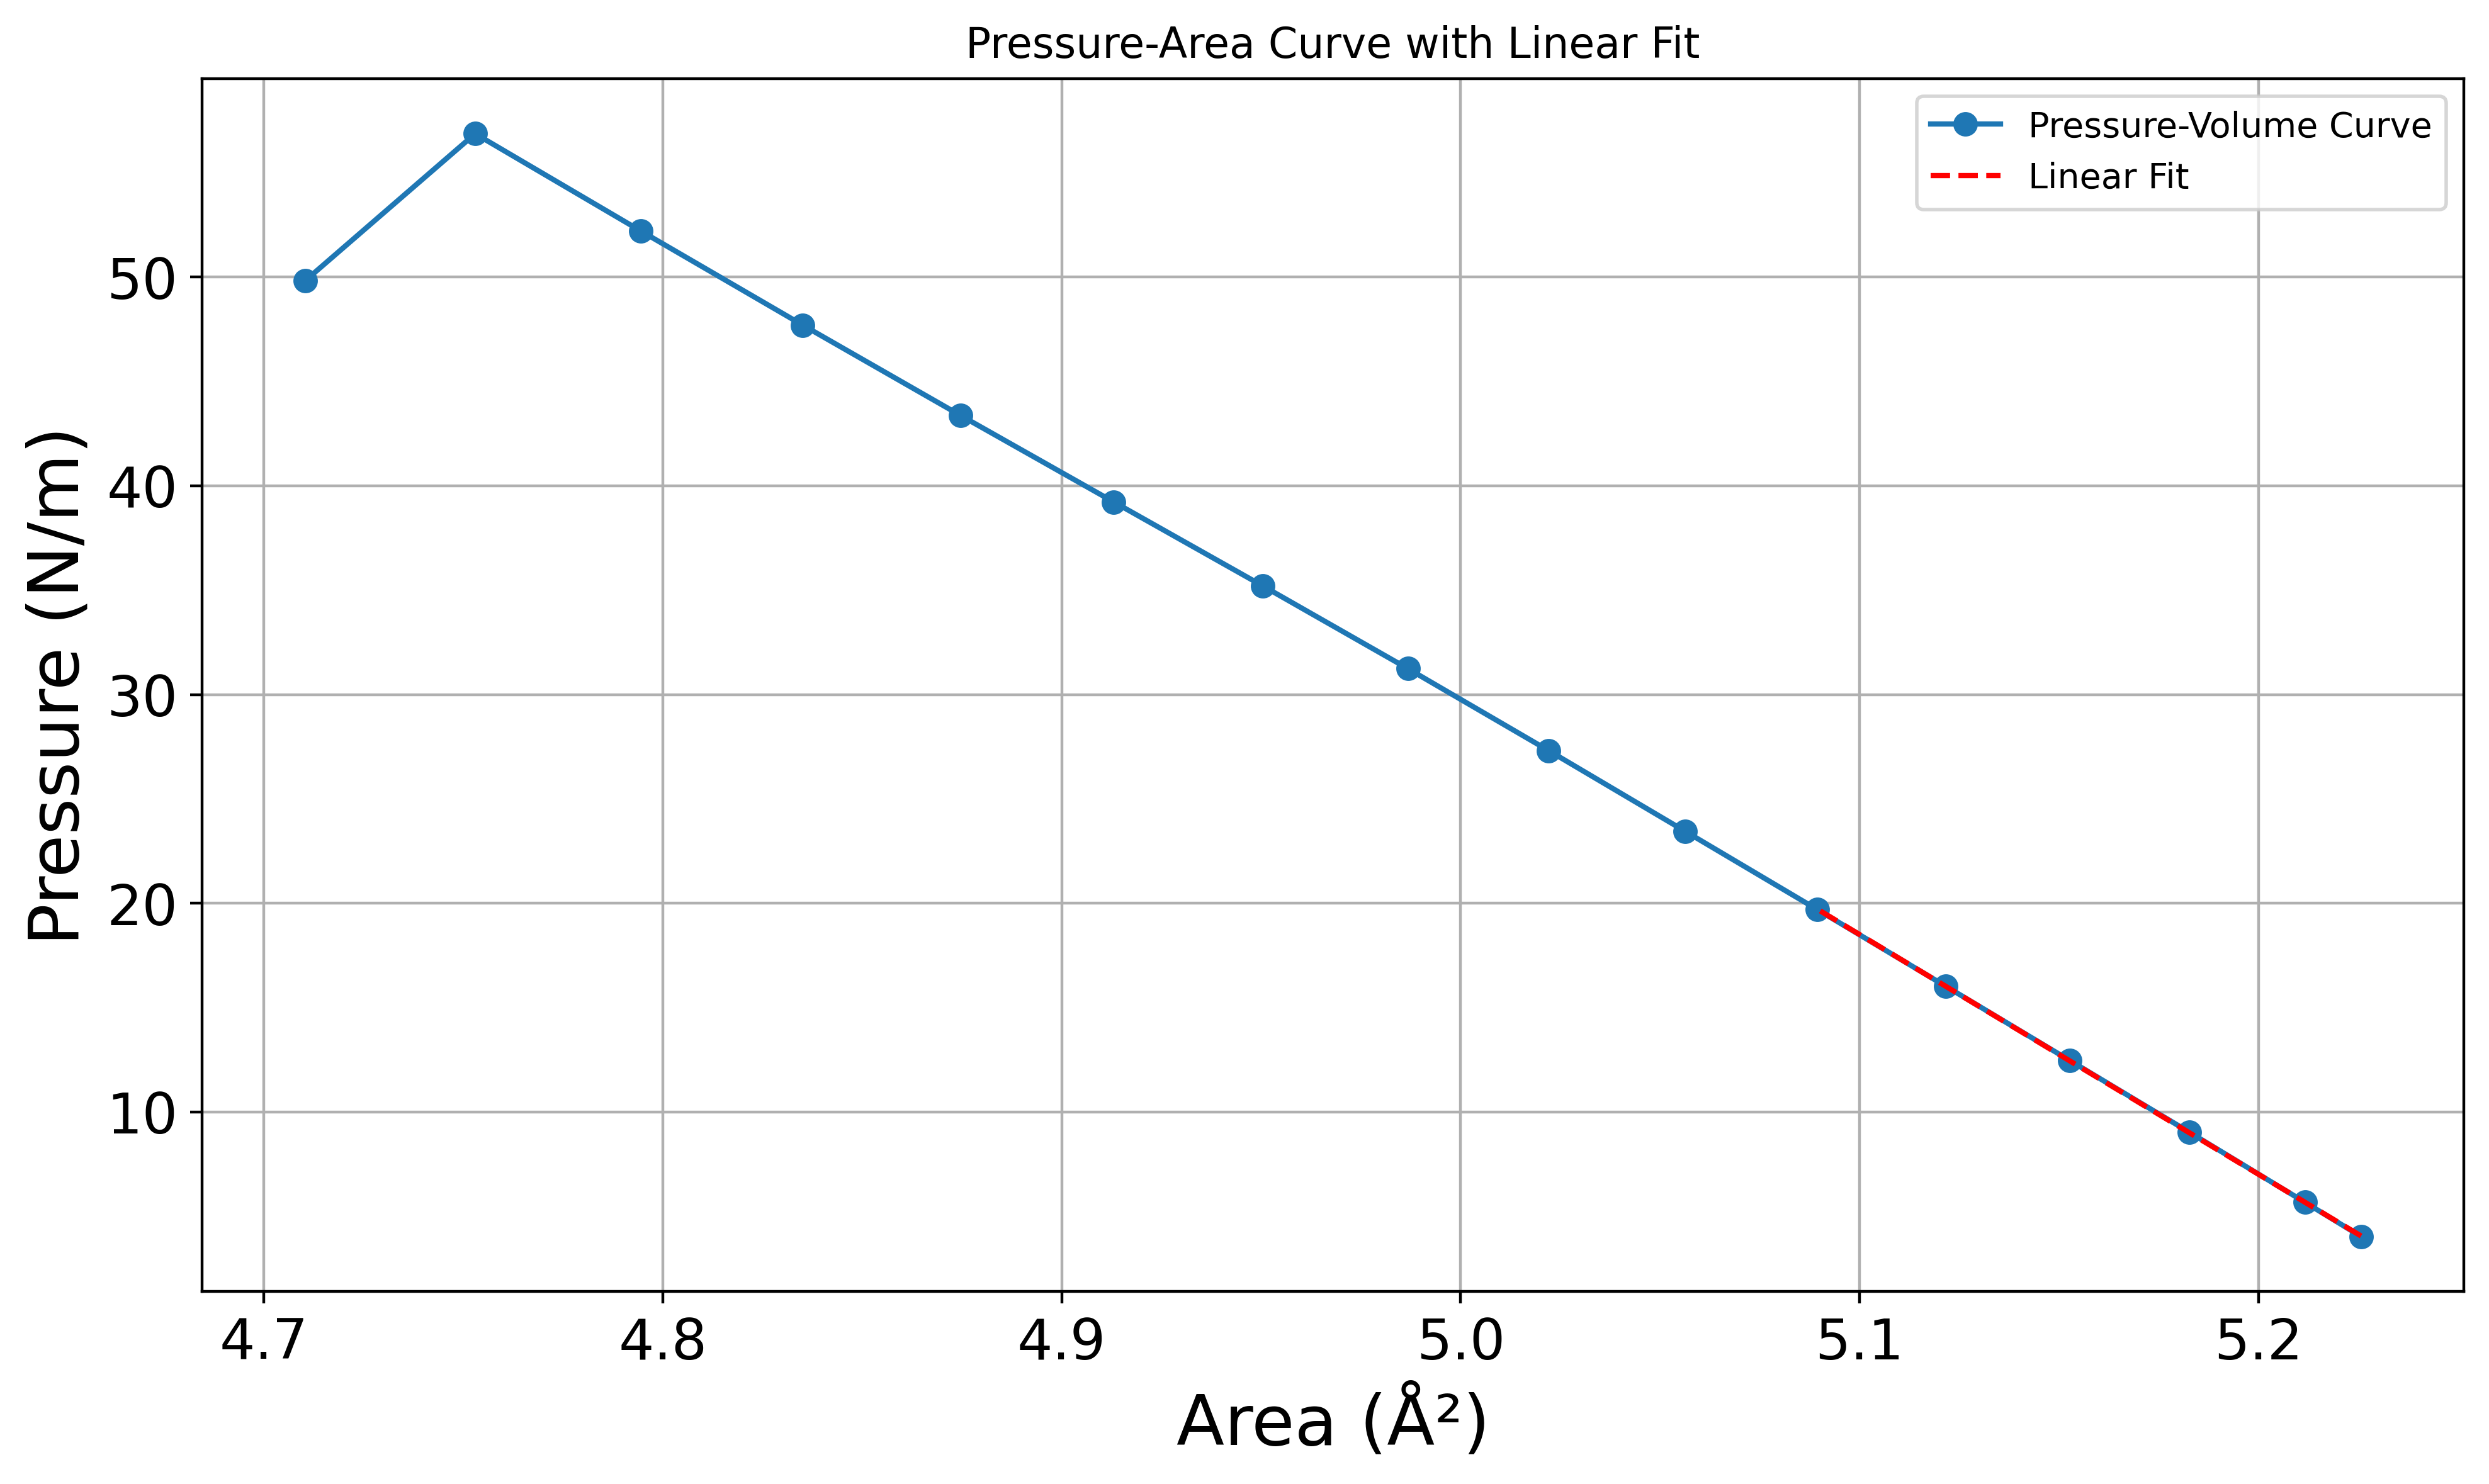 Pressure-Area Curve with Linear Fit
Pressure-Volume Curve
Linear Fit
Pressure (N/m)
50
40
30
20
10
4.7 4.8 4.9 5.0 5.1 5.2
Area (Å²)